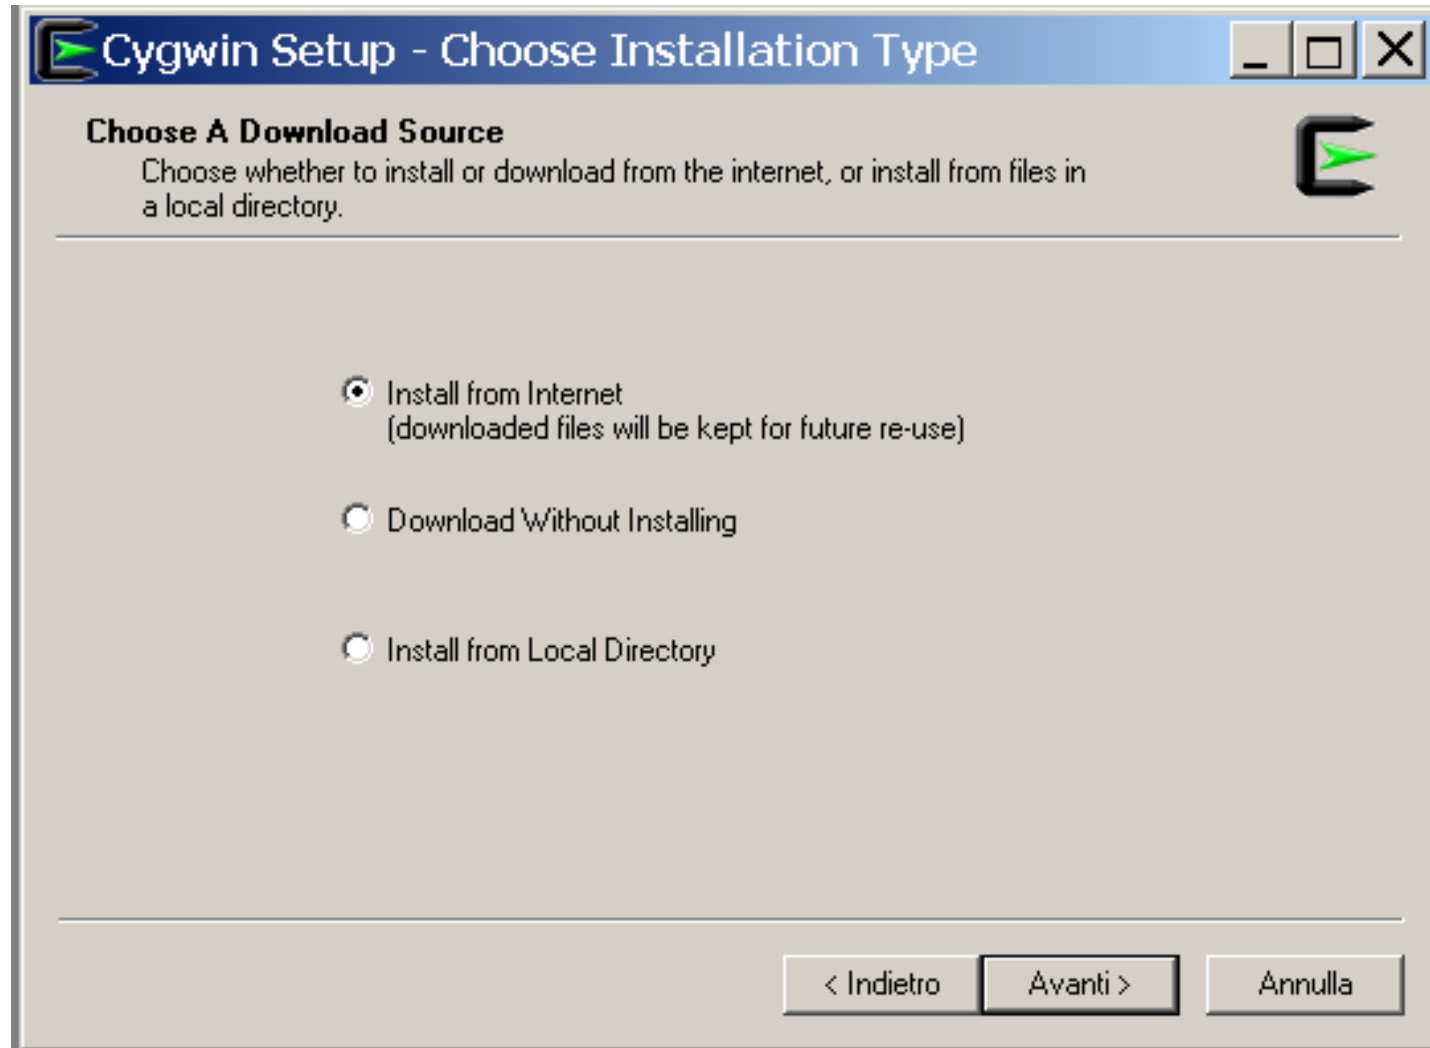 Cygwin Setup - Choose Installation Type
Choose A Download Source
Choose whether to install or download from the internet, or install from files in
a local directory.
Install from Internet
(downloaded files will be kept for future re-use)
Download Without Installing
Install from Local Directory
< Indietro
Avanti >
Annulla